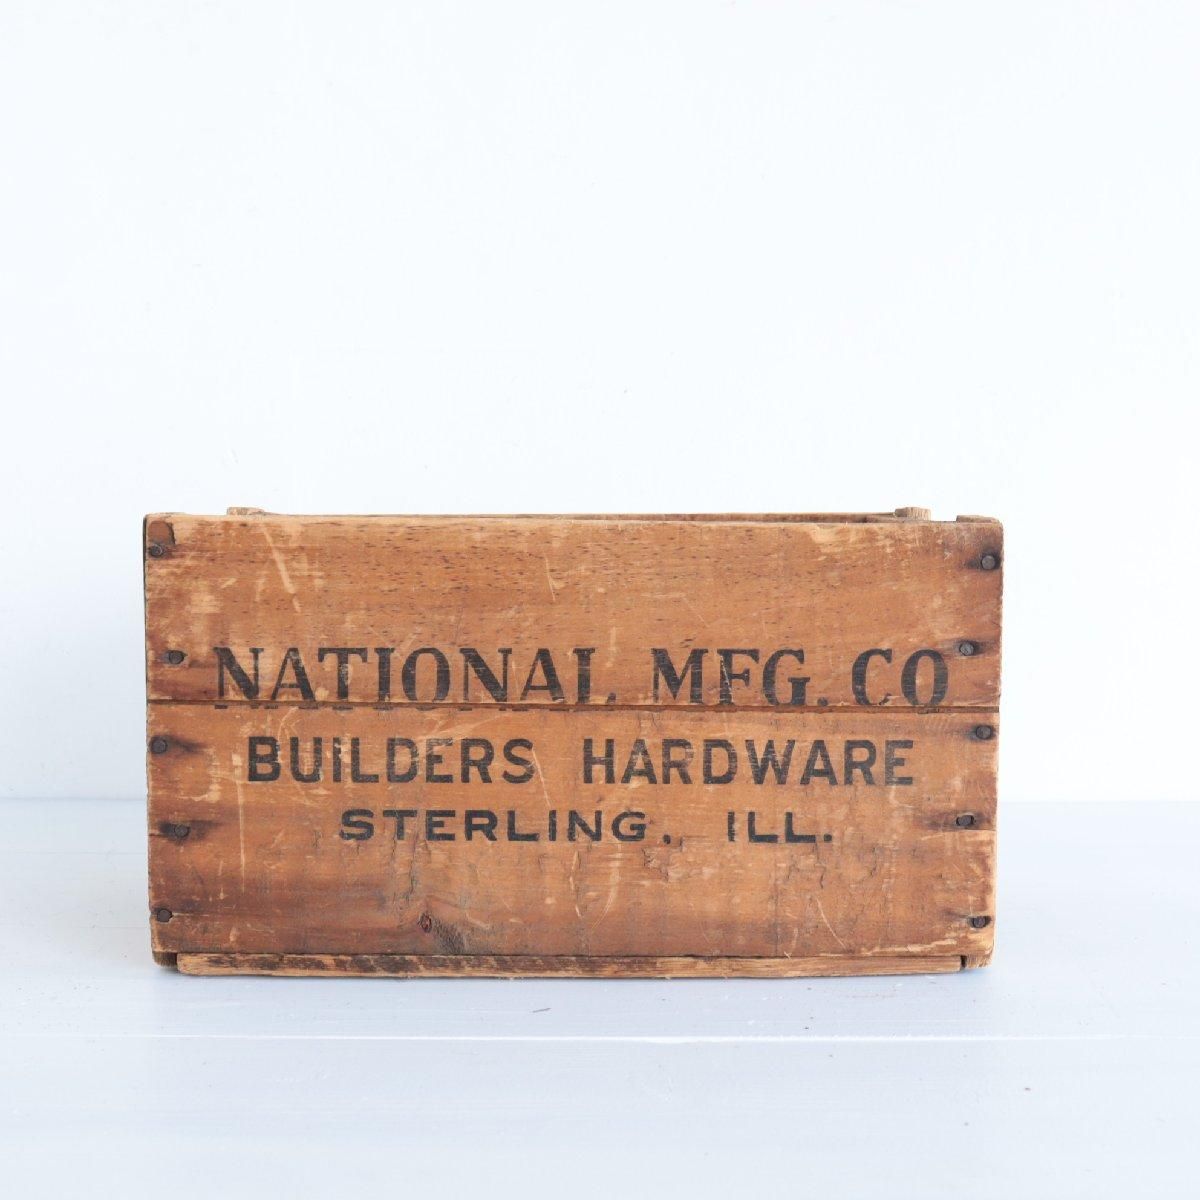 NATIONAL MFG. CO
BUILDERS HARDWARE
STERLING, ILL.